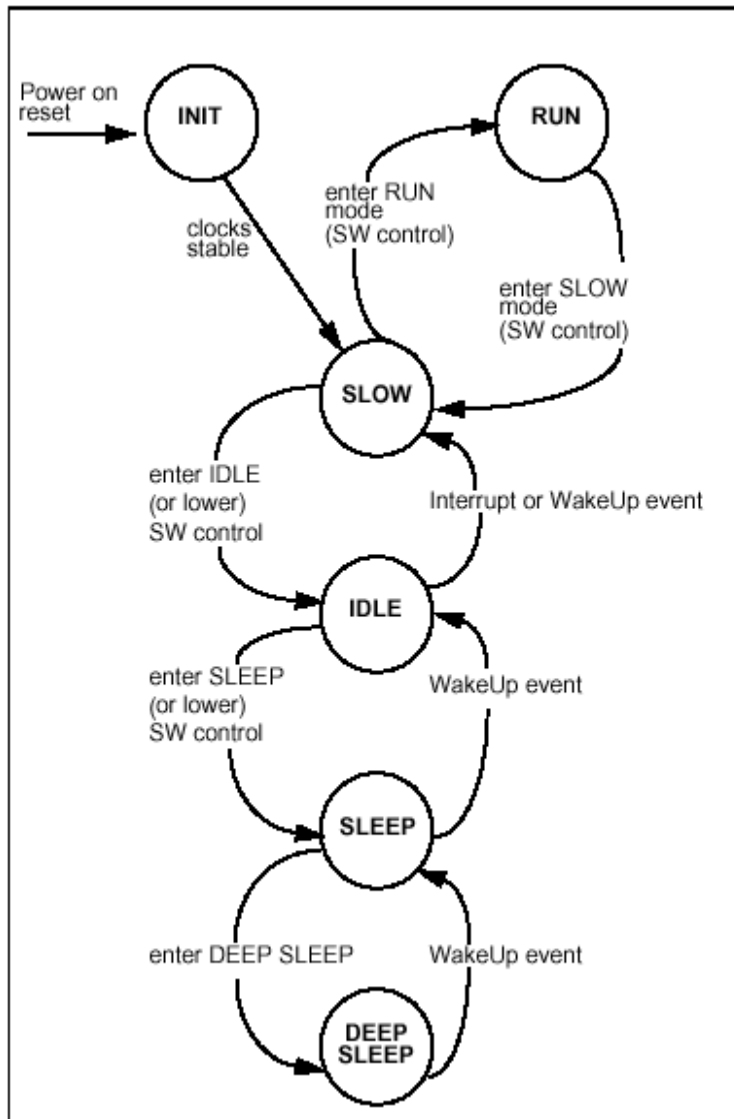 Power on
reset
INIT
RUN
clocks
stable
enter RUN
mode
(SW control)
enter SLOW
mode
(SW control)
SLOW
enter IDLE
(or lower)
SW control
Interrupt or WakeUp event
IDLE
enter SLEEP
(or lower)
SW control
WakeUp event
SLEEP
enter DEEP SLEEP
WakeUp event
DEEP
SLEEP